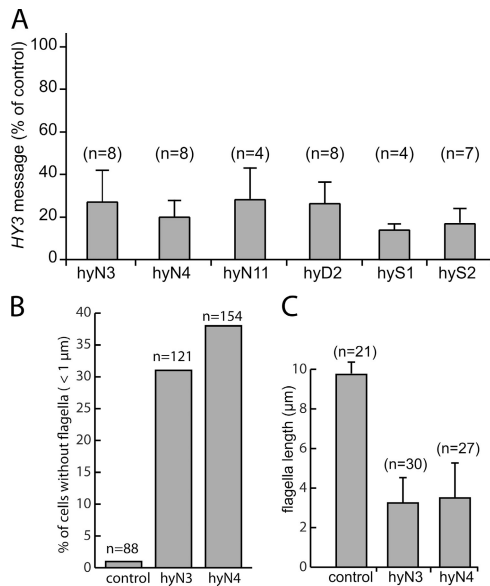 A
HY3 message (% of control)
100
80
60
40
20
0
(n=8) (n=8) (n=4) (n=8) (n=4) (n=7)
hyN3 hyN4 hyN11 hyD2 hyS1 hyS2
B
% of cells without flagella ( < 1 μm)
40
35
30
25
20
15
10
5
0
n=88
n=121
n=154
control hyN3 hyN4
C
flagella length (μm)
10
8
6
4
2
0
(n=21)
(n=30)
(n=27)
control hyN3 hyN4